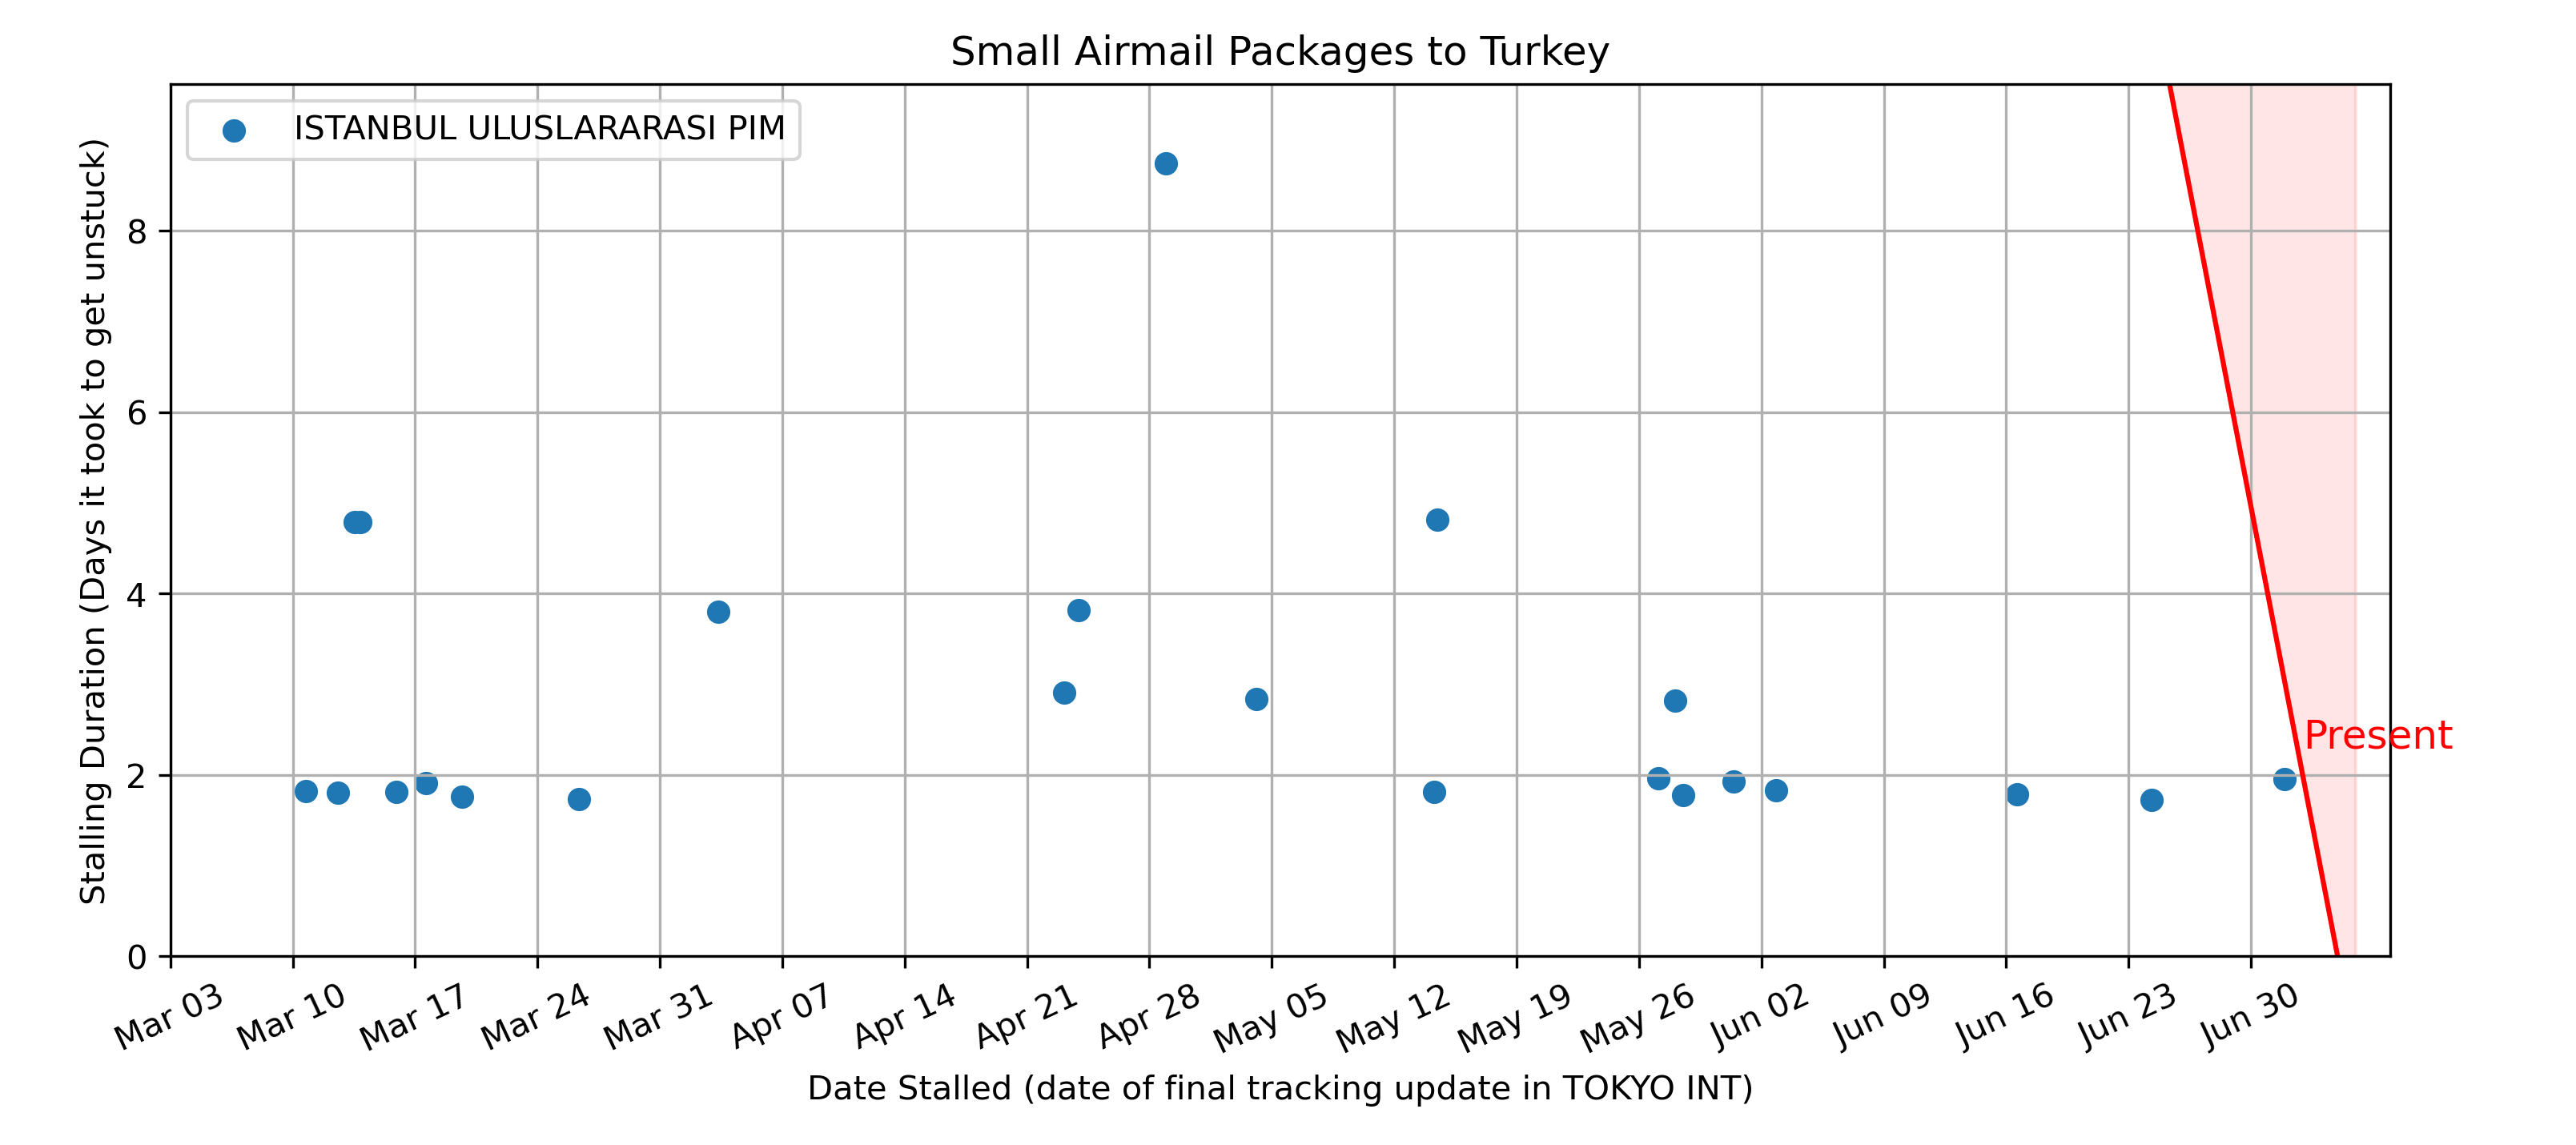 Small Airmail Packages to Turkey
ISTANBUL ULUSLARARASI PIM
Stalling Duration (Days it took to get unstuck)
8
6
4
2
0
Present
Mar 03
Mar 10
Mar 17
Mar 24
Mar 31
Apr 07
Apr 14
Apr 21
Apr 28
May 05
May 12
May 19
May 26
Jun 02
Jun 09
Jun 16
Jun 23
Jun 30
Date Stalled (date of final tracking update in TOKYO INT)